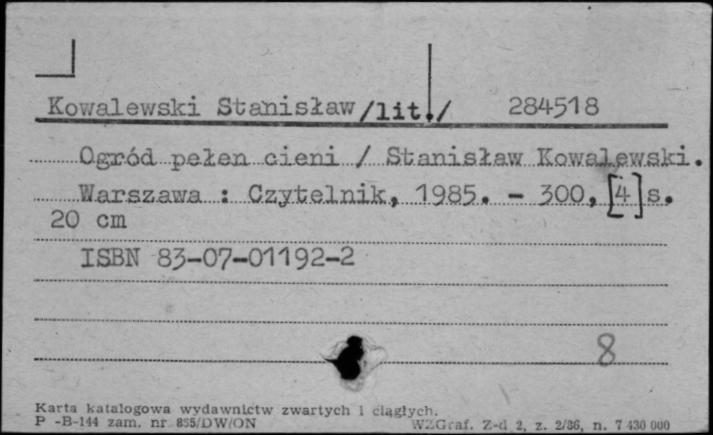 Kowalewski Stanisław /lit./ 284518
Ogród pełen cieni / Stanisław Kowalewski.
Warszawa : Czytelnik, 1985. - 300, [4] s.
20 cm
ISBN 83-07-01192-2
8
Karta katalogowa wydawnictw zwartych i ciągłych.
P -B-144 zam. nr 855/DW/ON WZGraf. Z-d 2, z. 2/86, n. 7 430 000